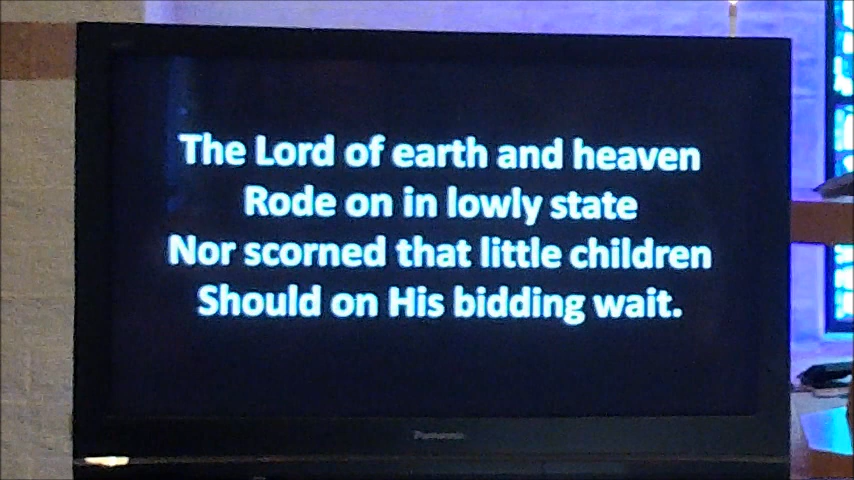 The Lord of earth and heaven
Rode on in lowly state
Nor scorned that little children
Should on His bidding wait.
Panasonic